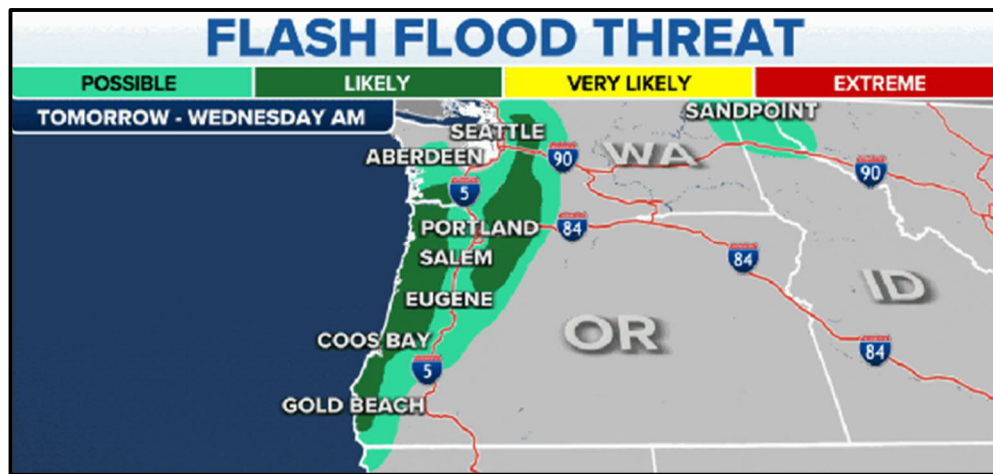 FLASH FLOOD THREAT
POSSIBLE LIKELY VERY LIKELY EXTREME
TOMORROW - WEDNESDAY AM
SANDPOINT
SEATTLE
ABERDEEN
90
WA
90
5
PORTLAND
84
SALEM
84
ID
EUGENE
OR
COOS BAY
84
5
GOLD BEACH